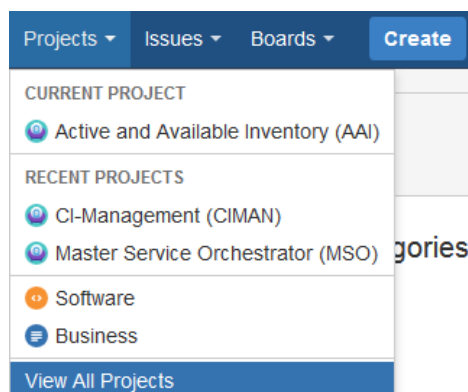 Projects Issues Boards Create
CURRENT PROJECT
Active and Available Inventory (AAI)
RECENT PROJECTS
CI-Management (CIMAN)
Master Service Orchestrator (MSO)
gories
Software
Business
View All Projects